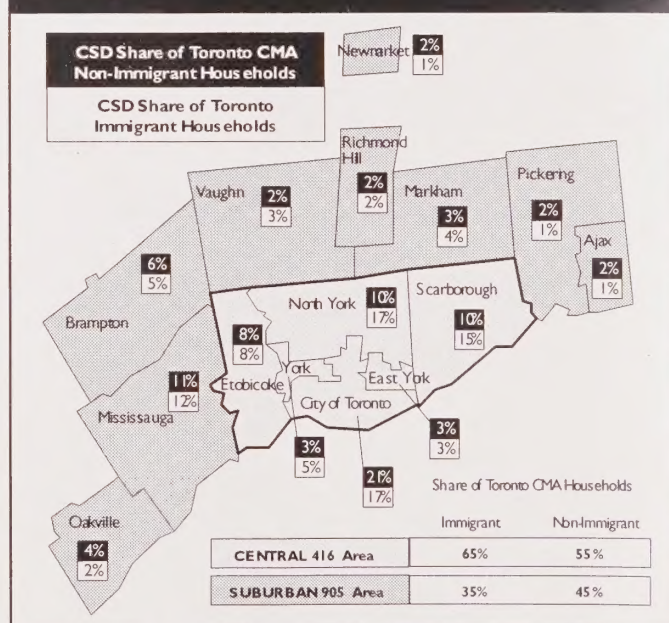 CSD Share of Toronto CMA
Non-Immigrant Households
CSD Share of Toronto
Immigrant Households
Newmarket
2%
1%
Richmond
Hill
2%
2%
Vaughn
2%
3%
Markham
3%
4%
Pickering
2%
1%
Ajax
2%
1%
Brampton
6%
5%
North York
10%
17%
Scarborough
10%
15%
Etobicoke
8%
8%
York
3%
5%
East York
3%
3%
City of Toronto
21%
17%
Mississauga
11%
12%
Oakville
4%
2%
Share of Toronto CMA Households
Immigrant Non-Immigrant
CENTRAL 416 Area 65% 55%
SUBURBAN 905 Area 35% 45%